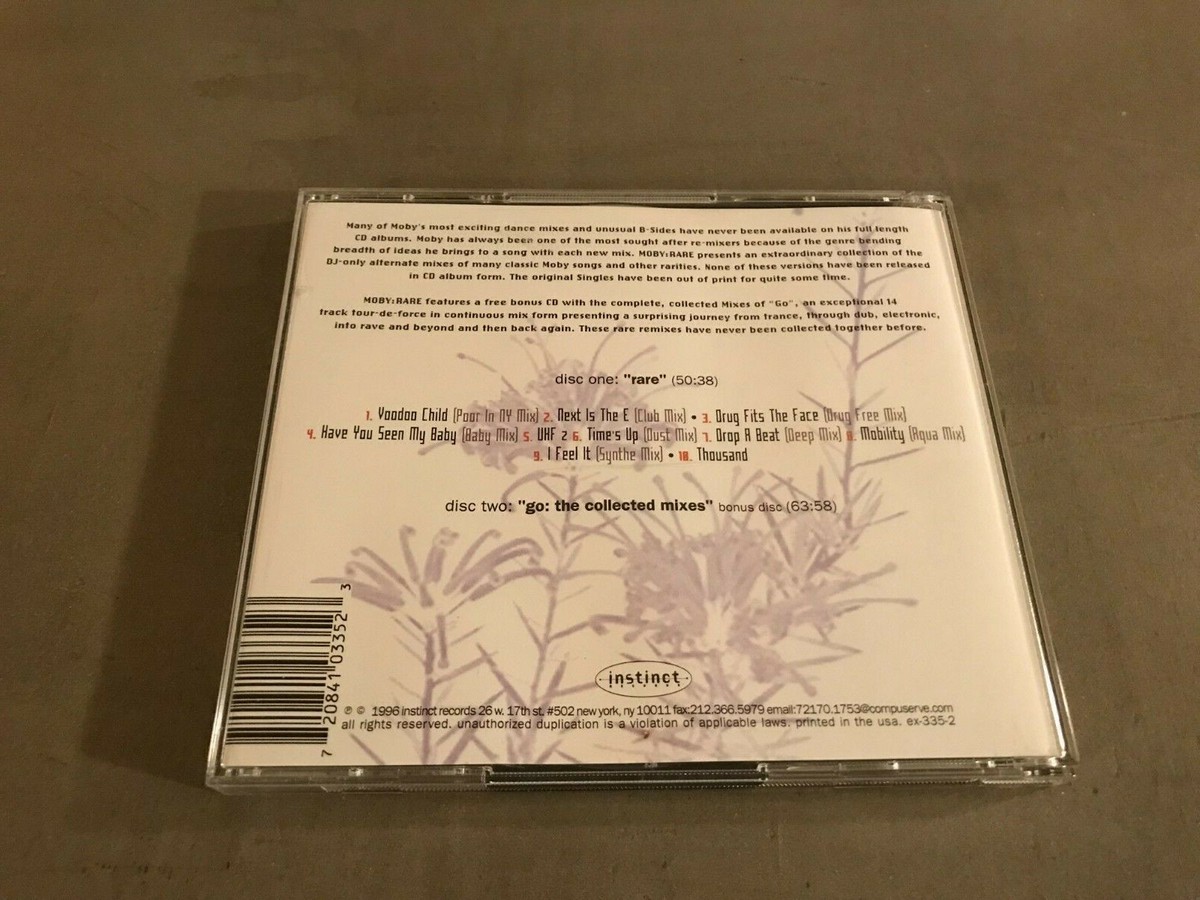 Many of Moby's most exciting dance mixes and unusual B-Sides have never been available on his full length
CD albums. Moby has always been one of the most sought after re-mixers because of the genre bending
breadth of ideas he brings to a song with each new mix. MOBY:RARE presents an extraordinary collection of the
DJ-only alternate mixes of many classic Moby songs and other rarities. None of these versions have been released
in CD album form. The original Singles have been out of print for quite some time.
MOBY:RARE features a free bonus CD with the complete, collected Mixes of "Go", an exceptional 14
track tour-de-force in continuous mix form presenting a surprising journey from trance, through dub, electronic,
into rave and beyond and then back again. These rare remixes have never been collected together before.
disc one: "rare" (50:38)
1. Voodoo Child (Poor In NY Mix) 2. Next Is The E (Club Mix) • 3. Drug Fits The Face (Drug Free Mix)
4. Have You Seen My Baby (Baby Mix) 5. UHF 2 6. Time's Up (Dust Mix) 7. Drop A Beat (Deep Mix) 8. Mobility (Aqua Mix)
9. I Feel It (Synthe Mix) • 10. Thousand
disc two: "go: the collected mixes" bonus disc (63:58)
instinct
℗ © 1996 instinct records 26 w. 17th st. #502 new york, ny 10011 fax:212.366.5979 email:72170.1753@compuserve.com
all rights reserved. unauthorized duplication is a violation of applicable laws. printed in the usa. ex-335-2
7 20841 03352 3